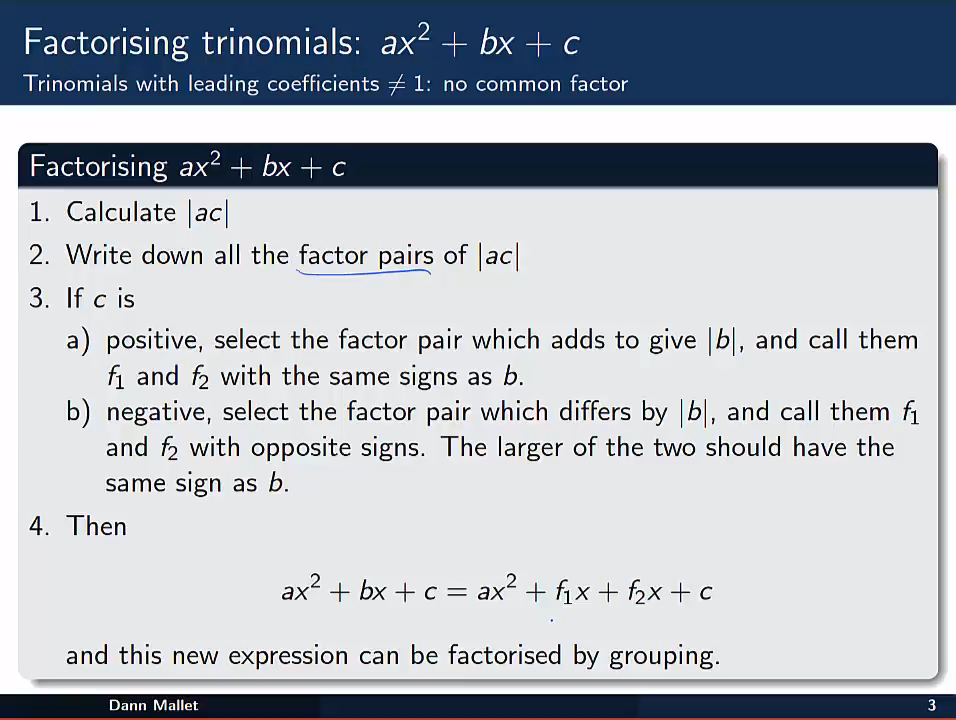 Factorising trinomials: ax² + bx + c
Trinomials with leading coefficients ≠ 1: no common factor
Factorising ax² + bx + c
1. Calculate |ac|
2. Write down all the factor pairs of |ac|
3. If c is
a) positive, select the factor pair which adds to give |b|, and call them
f₁ and f₂ with the same signs as b.
b) negative, select the factor pair which differs by |b|, and call them f₁
and f₂ with opposite signs. The larger of the two should have the
same sign as b.
4. Then
ax² + bx + c = ax² + f₁x + f₂x + c
and this new expression can be factorised by grouping.
Dann Mallet 3